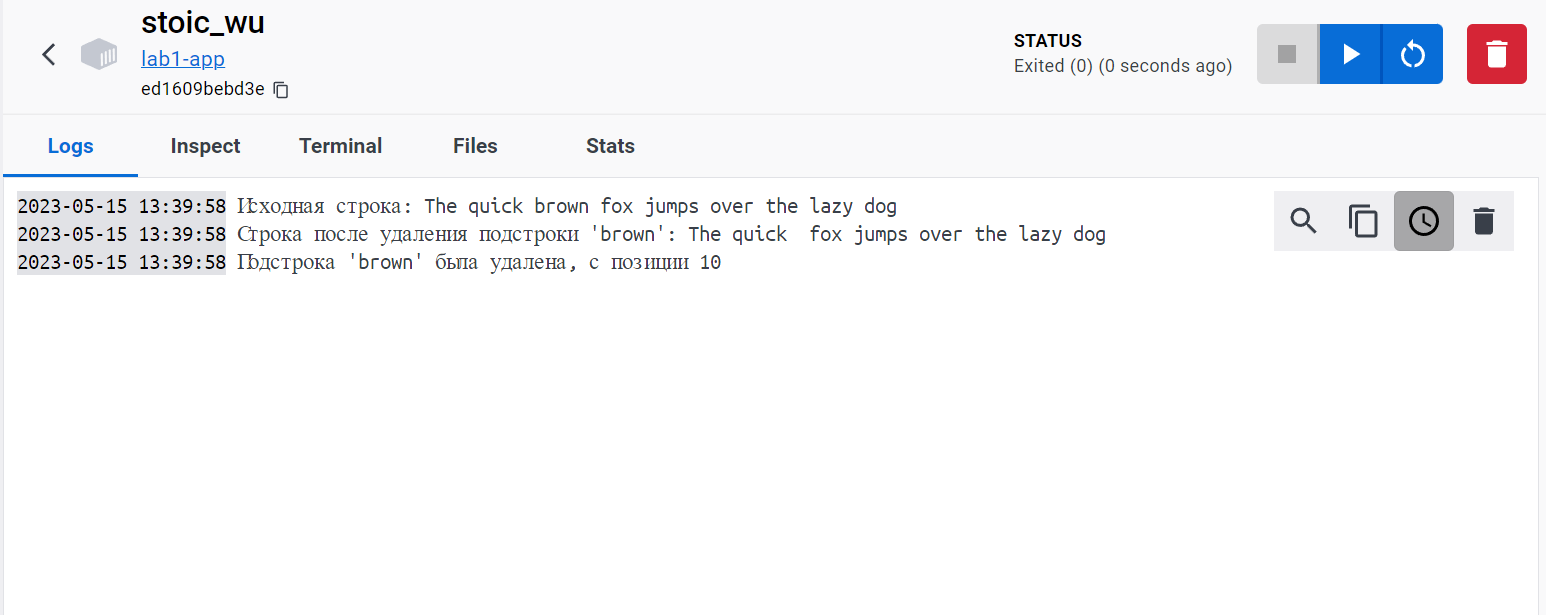 stoic_wu
lab1-app
ed1609bebd3e
STATUS
Exited (0) (0 seconds ago)
Logs Inspect Terminal Files Stats
2023-05-15 13:39:58 Исходная строка: The quick brown fox jumps over the lazy dog
2023-05-15 13:39:58 Строка после удаления подстроки 'brown': The quick  fox jumps over the lazy dog
2023-05-15 13:39:58 Подстрока 'brown' была удалена, с позиции 10